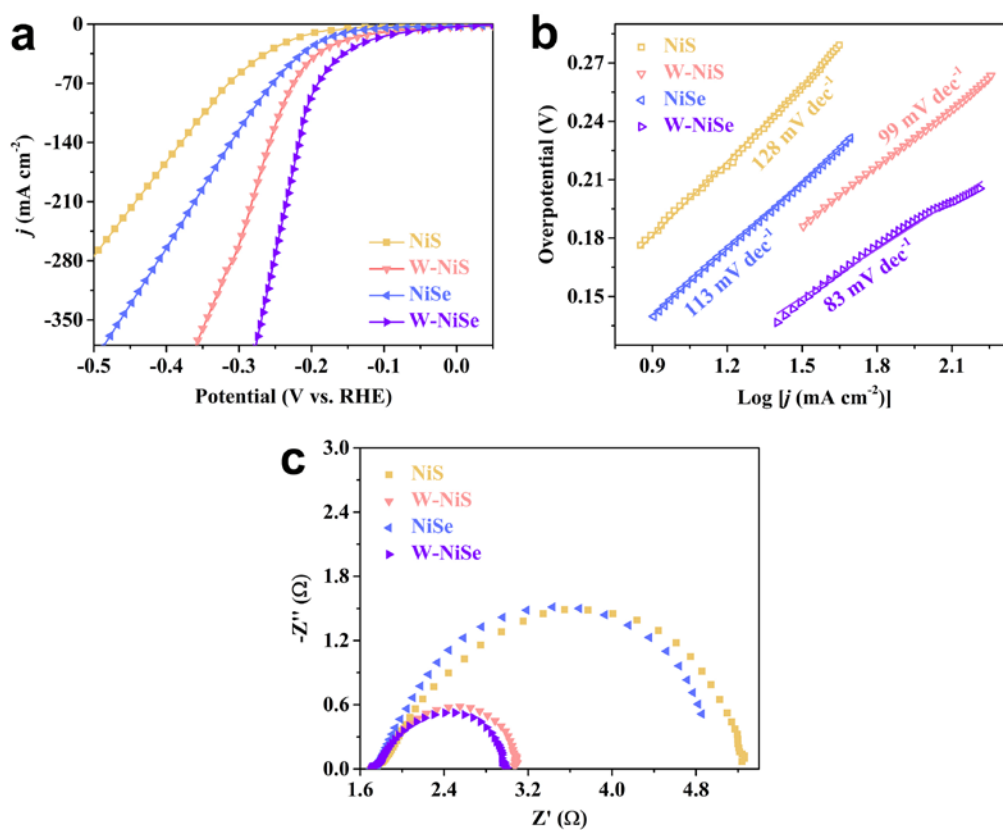 a
0
-70
-140
-210
-280
-350
j (mA cm-2)
NiS
W-NiS
NiSe
W-NiSe
-0.5 -0.4 -0.3 -0.2 -0.1 0.0
Potential (V vs. RHE)
b
NiS
W-NiS
NiSe
W-NiSe
0.27
0.24
0.21
0.18
0.15
Overpotential (V)
128 mV dec-1
99 mV dec-1
113 mV dec-1
83 mV dec-1
0.9 1.2 1.5 1.8 2.1
Log [j (mA cm-2)]
c
3.0
2.4
1.8
1.2
0.6
0.0
-Z'' (Ω)
NiS
W-NiS
NiSe
W-NiSe
1.6 2.4 3.2 4.0 4.8
Z' (Ω)